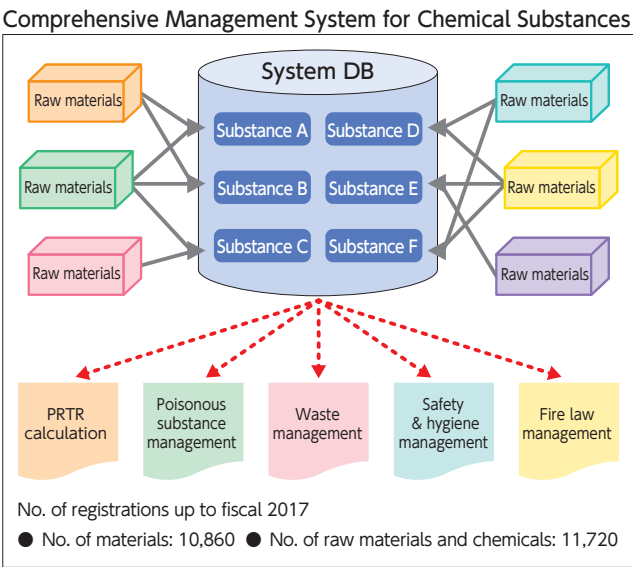 Comprehensive Management System for Chemical Substances
System DB
Raw materials
Raw materials
Raw materials
Substance A
Substance D
Substance B
Substance E
Substance C
Substance F
Raw materials
Raw materials
Raw materials
PRTR
calculation
Poisonous
substance
management
Waste
management
Safety
& hygiene
management
Fire law
management
No. of registrations up to fiscal 2017
● No. of materials: 10,860 ● No. of raw materials and chemicals: 11,720